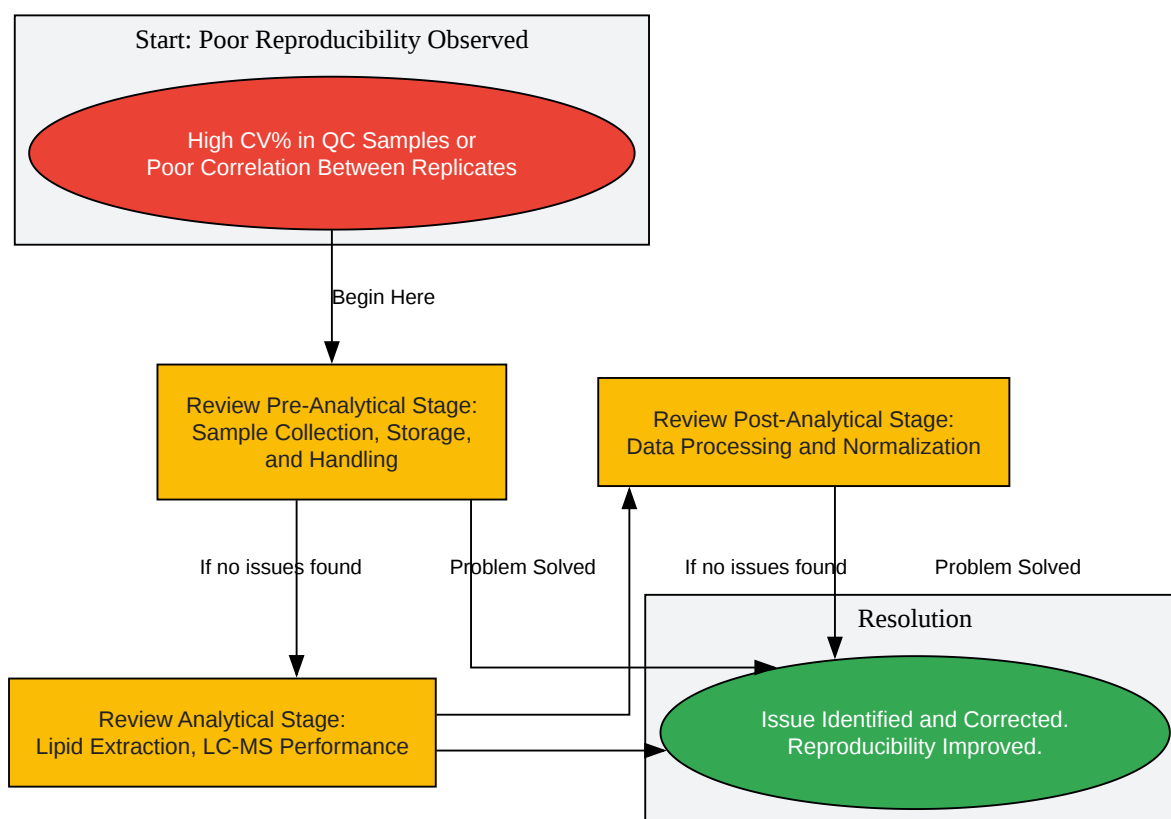 Start: Poor Reproducibility Observed
High CV% in QC Samples or
Poor Correlation Between Replicates
Begin Here
Review Pre-Analytical Stage:
Sample Collection, Storage,
and Handling
Review Post-Analytical Stage:
Data Processing and Normalization
If no issues found
Problem Solved
If no issues found
Problem Solved
Resolution
Review Analytical Stage:
Lipid Extraction, LC-MS Performance
Issue Identified and Corrected.
Reproducibility Improved.